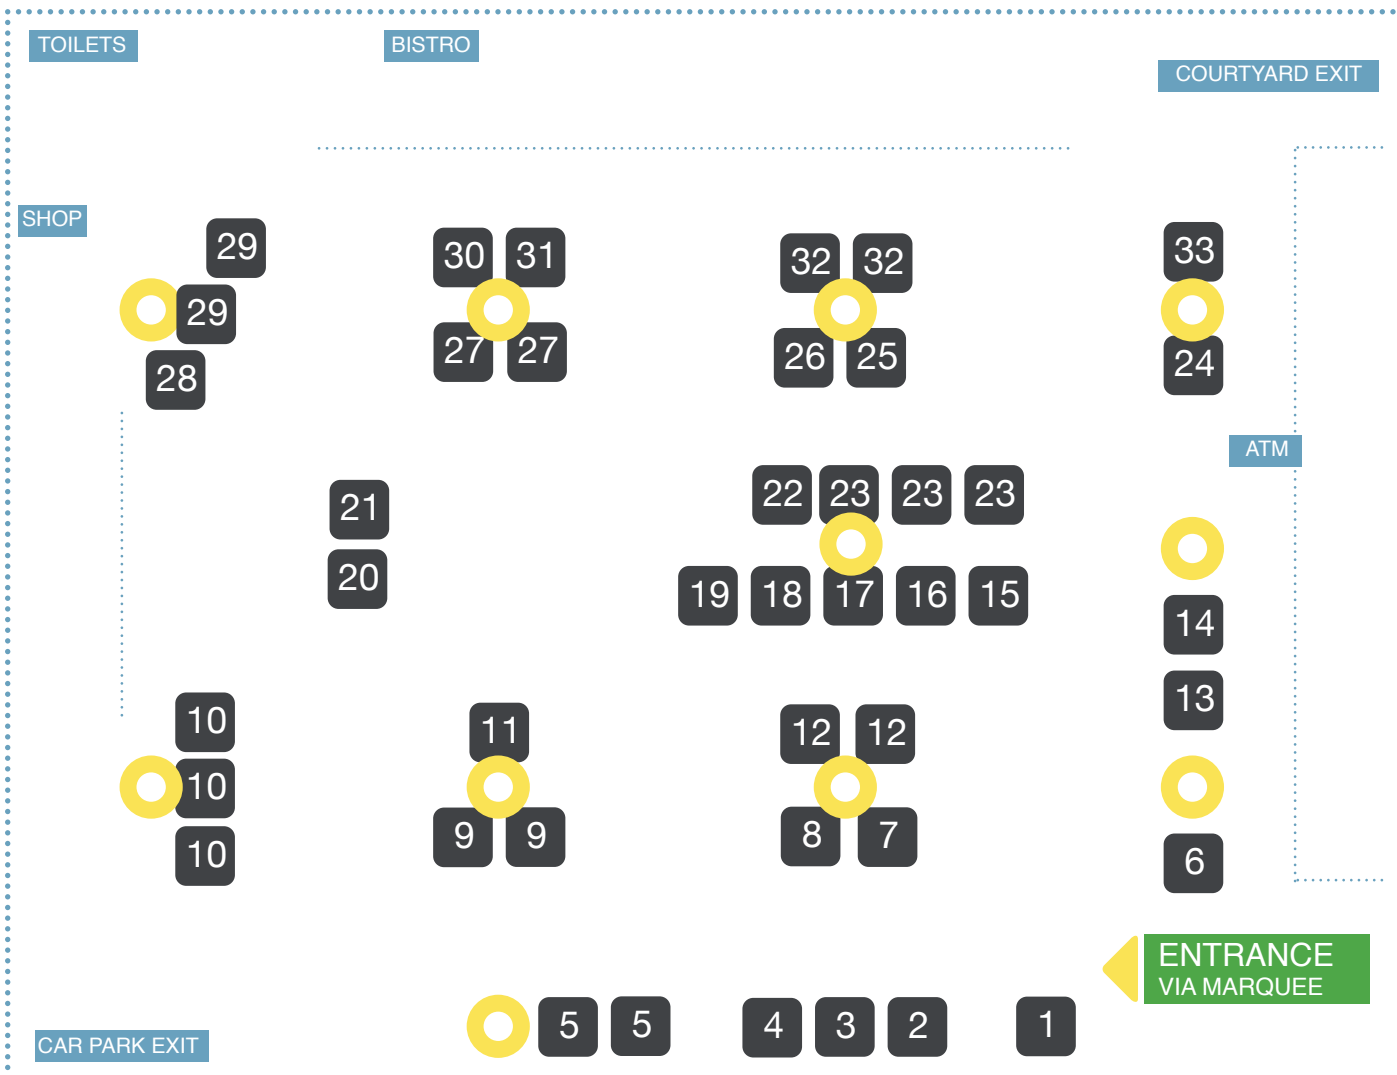 TOILETS
BISTRO
COURTYARD EXIT
SHOP
29
30 31
32 32
33
29
27 27
26 25
24
28
ATM
21
22 23 23 23
20
19 18 17 16 15
14
13
10
11
12 12
10
9 9
8 7
10
6
ENTRANCE
VIA MARQUEE
5 5 4 3 2 1
CAR PARK EXIT